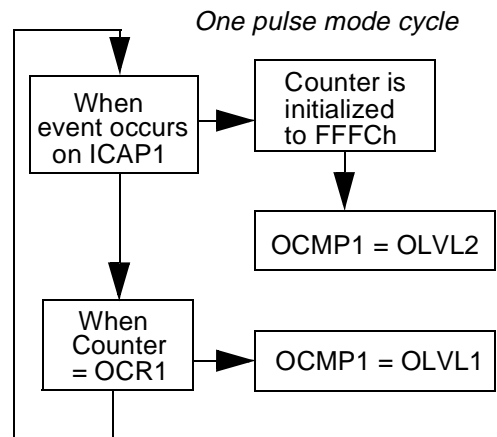 One pulse mode cycle
When
event occurs
on ICAP1
Counter is
initialized
to FFFCh
OCMP1 = OLVL2
When
Counter
= OCR1
OCMP1 = OLVL1